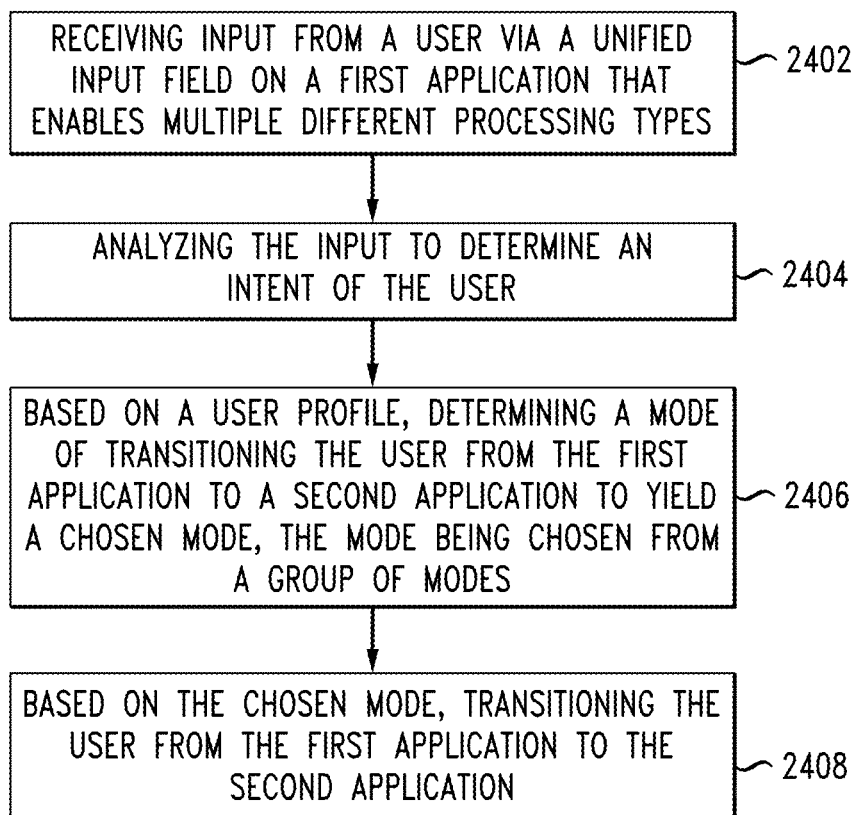 RECEIVING INPUT FROM A USER VIA A UNIFIED
INPUT FIELD ON A FIRST APPLICATION THAT
ENABLES MULTIPLE DIFFERENT PROCESSING TYPES
2402
ANALYZING THE INPUT TO DETERMINE AN
INTENT OF THE USER
2404
BASED ON A USER PROFILE, DETERMINING A MODE
OF TRANSITIONING THE USER FROM THE FIRST
APPLICATION TO A SECOND APPLICATION TO YIELD
A CHOSEN MODE, THE MODE BEING CHOSEN FROM
A GROUP OF MODES
2406
BASED ON THE CHOSEN MODE, TRANSITIONING THE
USER FROM THE FIRST APPLICATION TO THE
SECOND APPLICATION
2408